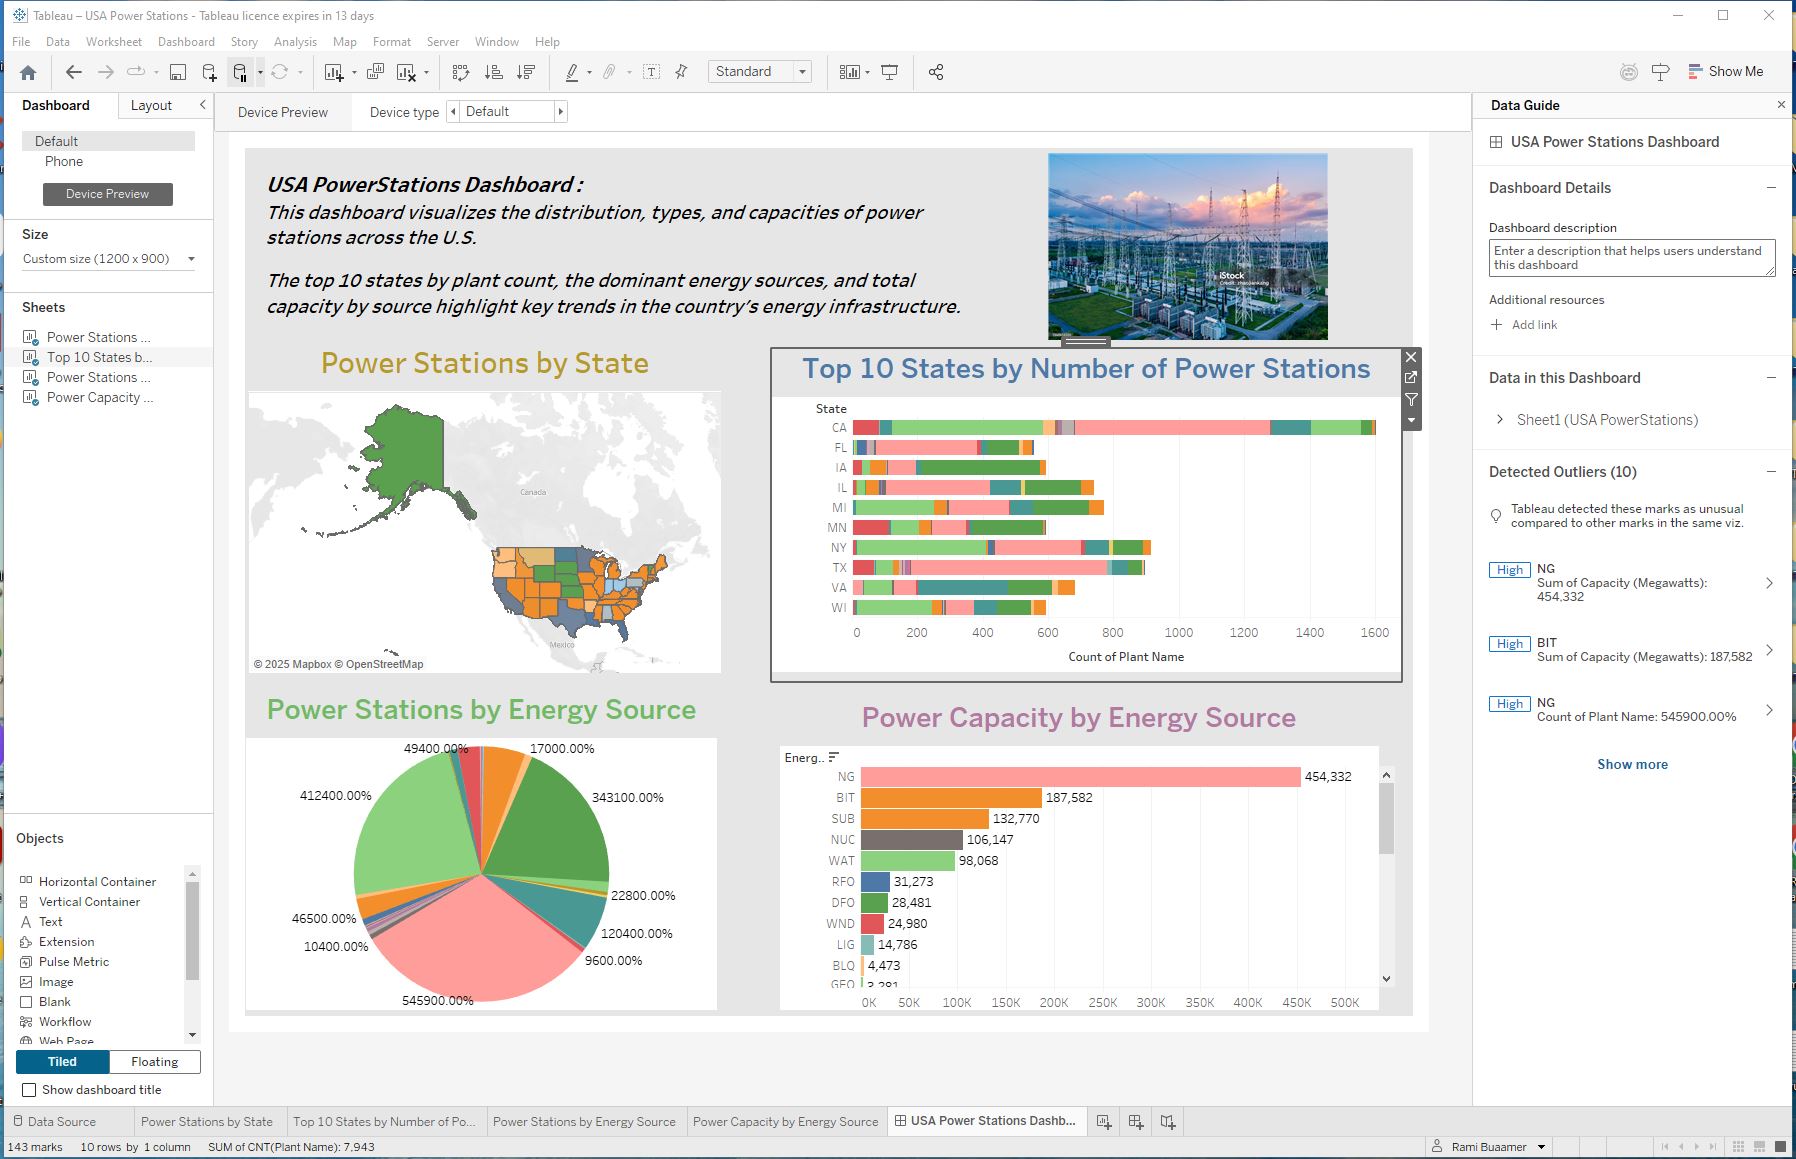 Tableau – USA Power Stations - Tableau licence expires in 13 days
File Data Worksheet Dashboard Story Analysis Map Format Server Window Help
Standard
Show Me
Dashboard Layout
Default
Phone
Device Preview
Size
Custom size (1200 x 900)
Sheets
Power Stations ...
Top 10 States b...
Power Stations ...
Power Capacity ...
Objects
Horizontal Container
Vertical Container
Text
Extension
Pulse Metric
Image
Blank
Workflow
Web Page
Tiled Floating
Show dashboard title
Device Preview Device type Default
USA PowerStations Dashboard :
This dashboard visualizes the distribution, types, and capacities of power
stations across the U.S.
The top 10 states by plant count, the dominant energy sources, and total
capacity by source highlight key trends in the country's energy infrastructure.
iStock
Power Stations by State
Canada
Mexico
© 2025 Mapbox © OpenStreetMap
Top 10 States by Number of Power Stations
State
CA
FL
IA
IL
MI
MN
NY
TX
VA
WI
0 200 400 600 800 1000 1200 1400 1600
Count of Plant Name
Power Stations by Energy Source
49400.00% 17000.00%
412400.00% 343100.00%
22800.00%
46500.00%
120400.00%
10400.00%
9600.00%
545900.00%
Power Capacity by Energy Source
Energ..
NG 454,332
BIT 187,582
SUB 132,770
NUC 106,147
WAT 98,068
RFO 31,273
DFO 28,481
WND 24,980
LIG 14,786
BLQ 4,473
GEO 3,281
0K 50K 100K 150K 200K 250K 300K 350K 400K 450K 500K
Data Guide
USA Power Stations Dashboard
Dashboard Details
Dashboard description
Enter a description that helps users understand
this dashboard
Additional resources
Add link
Data in this Dashboard
Sheet1 (USA PowerStations)
Detected Outliers (10)
Tableau detected these marks as unusual
compared to other marks in the same viz.
High NG
Sum of Capacity (Megawatts):
454,332
High BIT
Sum of Capacity (Megawatts): 187,582
High NG
Count of Plant Name: 545900.00%
Show more
Data Source Power Stations by State Top 10 States by Number of Po... Power Stations by Energy Source Power Capacity by Energy Source USA Power Stations Dashb...
143 marks 10 rows by 1 column SUM of CNT(Plant Name): 7,943 Rami Buaamer